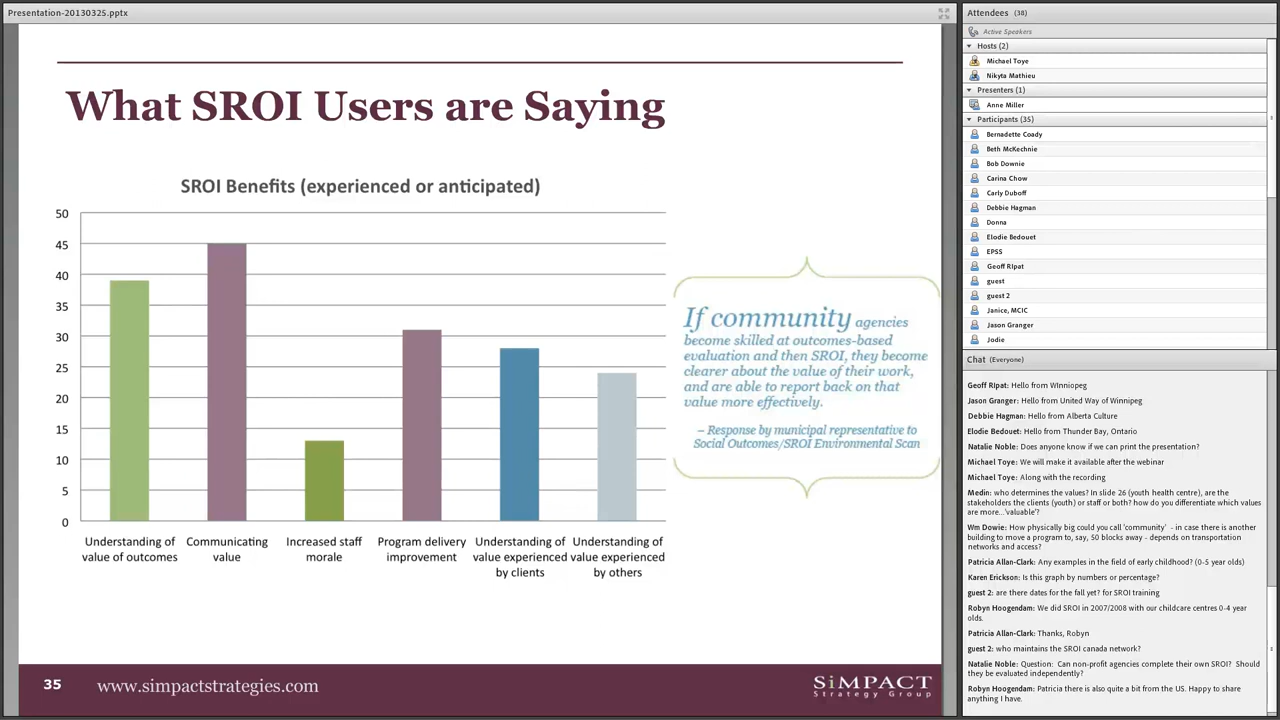 Presentation-20130325.pptx
What SROI Users are Saying
SROI Benefits (experienced or anticipated)
50
45
40
35
30
25
20
15
10
5
0
Understanding of
value of outcomes
Communicating
value
Increased staff
morale
Program delivery
improvement
Understanding of
value experienced
by clients
Understanding of
value experienced
by others
If community agencies
become skilled at outcomes-based
evaluation and then SROI, they become
clearer about the value of their work,
and are able to report back on that
value more effectively.
– Response by municipal representative to
Social Outcomes/SROI Environmental Scan
35
www.simpactstrategies.com
SiMPACT
Strategy Group
Attendees (38)
Active Speakers
Hosts (2)
Michael Toye
Nikyta Mathieu
Presenters (1)
Anne Miller
Participants (35)
Bernadette Coady
Beth McKechnie
Bob Downie
Carina Chow
Carly Duboff
Debbie Hagman
Donna
Elodie Bedouet
EPSS
Geoff RIpat
guest
guest 2
Janice, MCIC
Jason Granger
Jodie
Chat (Everyone)
Geoff RIpat: Hello from WInniopeg
Jason Granger: Hello from United Way of Winnipeg
Debbie Hagman: Hello from Alberta Culture
Elodie Bedouet: Hello from Thunder Bay, Ontario
Natalie Noble: Does anyone know if we can print the presentation?
Michael Toye: We will make it available after the webinar
Michael Toye: Along with the recording
Medin: who determines the values? In slide 26 (youth health centre), are the
stakeholders the clients (youth) or staff or both? how do you differentiate which values
are more...'valuable'?
Wm Dowie: How physically big could you call 'community' - in case there is another
building to move a program to, say, 50 blocks away - depends on transportation
networks and access?
Patricia Allan-Clark: Any examples in the field of early childhood? (0-5 year olds)
Karen Erickson: Is this graph by numbers or percentage?
guest 2: are there dates for the fall yet? for SROI training
Robyn Hoogendam: We did SROI in 2007/2008 with our childcare centres 0-4 year
olds.
Patricia Allan-Clark: Thanks, Robyn
guest 2: who maintains the SROI canada network?
Natalie Noble: Question: Can non-profit agencies complete their own SROI? Should
they be evaluated independently?
Robyn Hoogendam: Patricia there is also quite a bit from the US. Happy to share
anything I have.